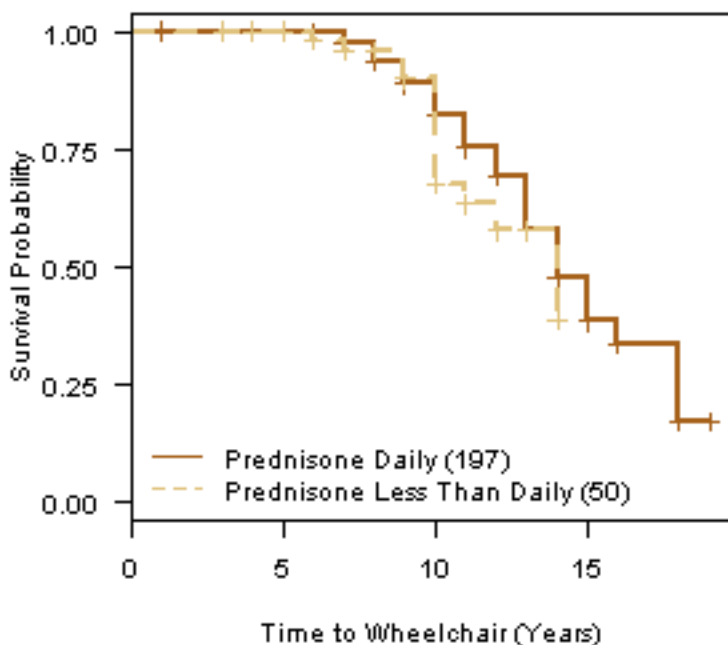 1.00
0.75
0.50
0.25
0.00
Survival Probability
Prednisone Daily (197)
Prednisone Less Than Daily (50)
0 5 10 15
Time to Wheelchair (Years)